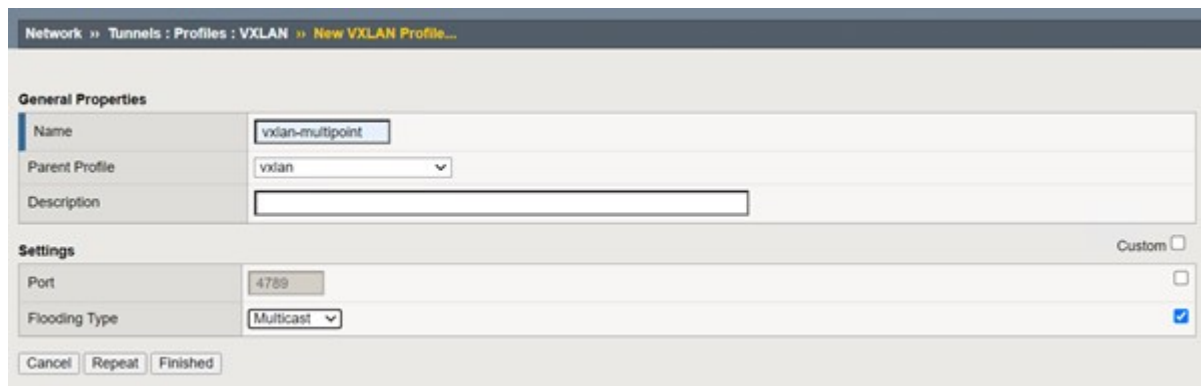 Network » Tunnels : Profiles : VXLAN » New VXLAN Profile...
General Properties
Name vxlan-multipoint
Parent Profile vxlan
Description
Settings Custom
Port 4789
Flooding Type Multicast
Cancel Repeat Finished